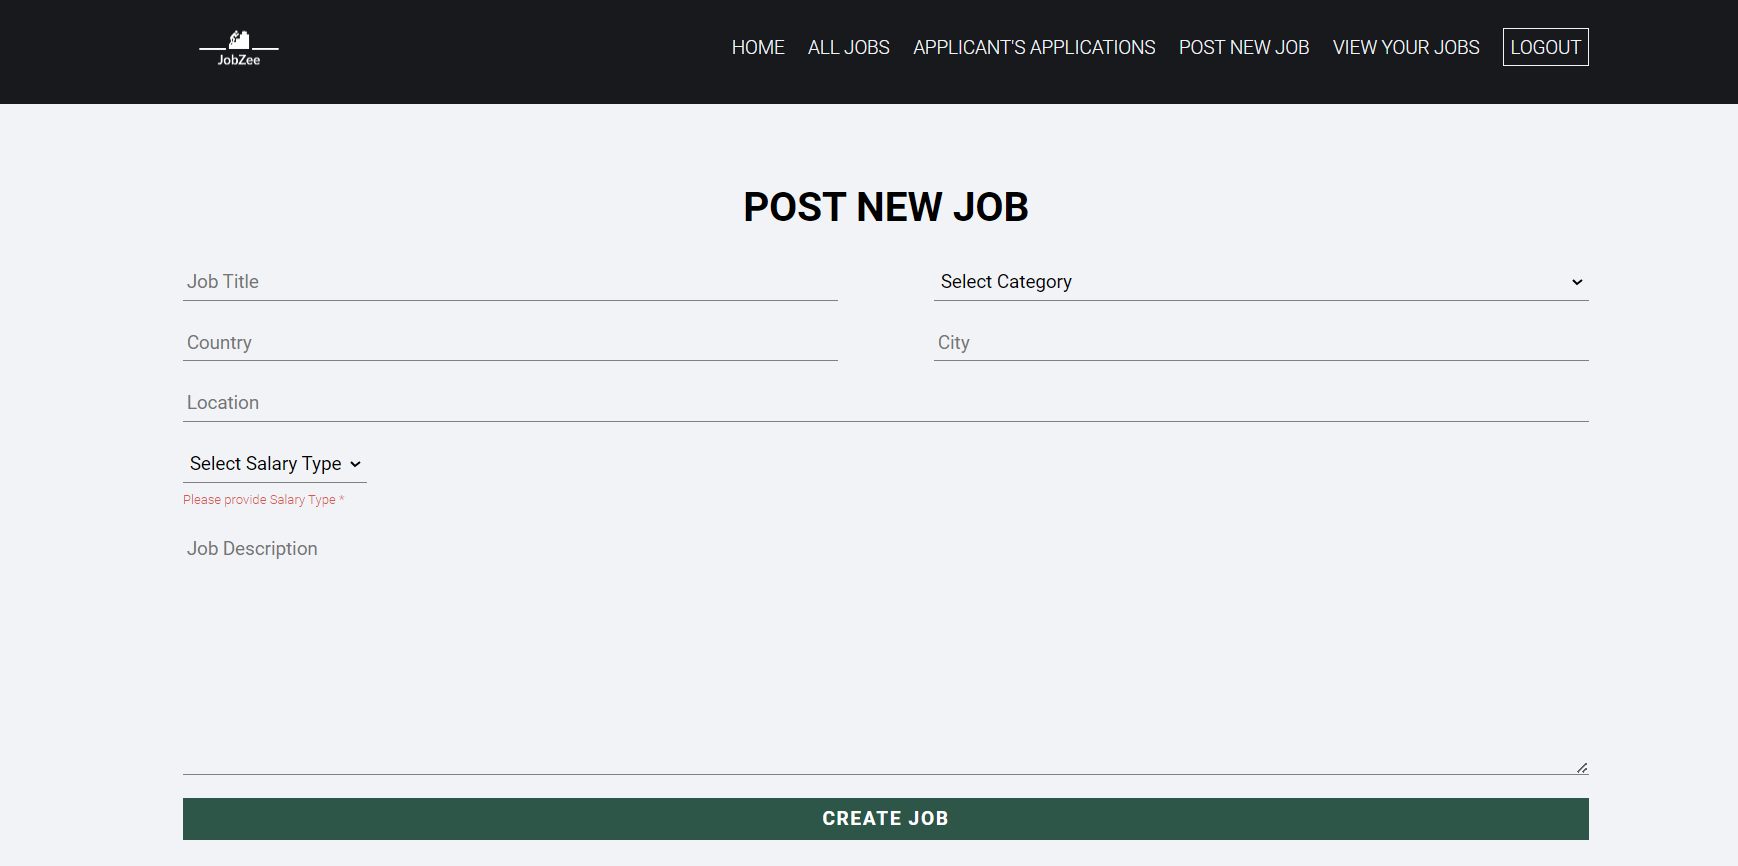 JobZee
HOME ALL JOBS APPLICANT'S APPLICATIONS POST NEW JOB VIEW YOUR JOBS LOGOUT
POST NEW JOB
Job Title
Select Category
Country
City
Location
Select Salary Type
Please provide Salary Type *
Job Description
CREATE JOB